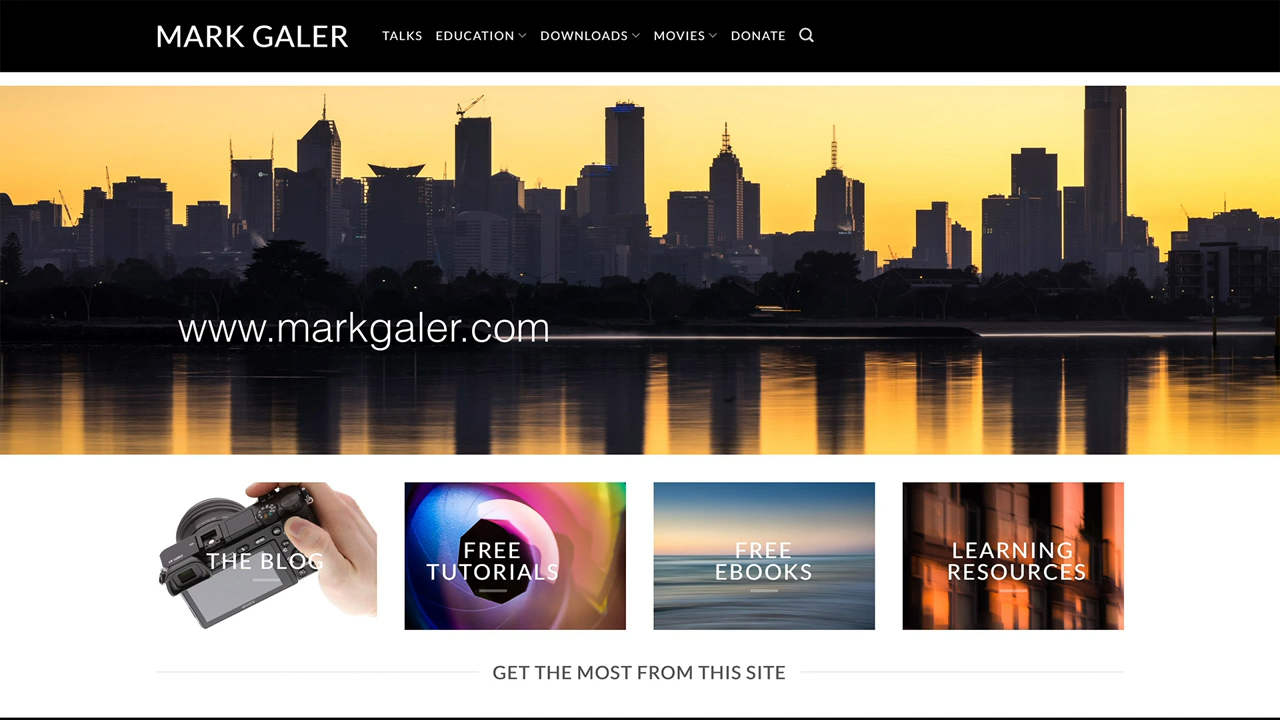 MARK GALER
TALKS EDUCATION DOWNLOADS MOVIES DONATE
www.markgaler.com
THE BLOG
FREE
TUTORIALS
FREE
EBOOKS
LEARNING
RESOURCES
GET THE MOST FROM THIS SITE